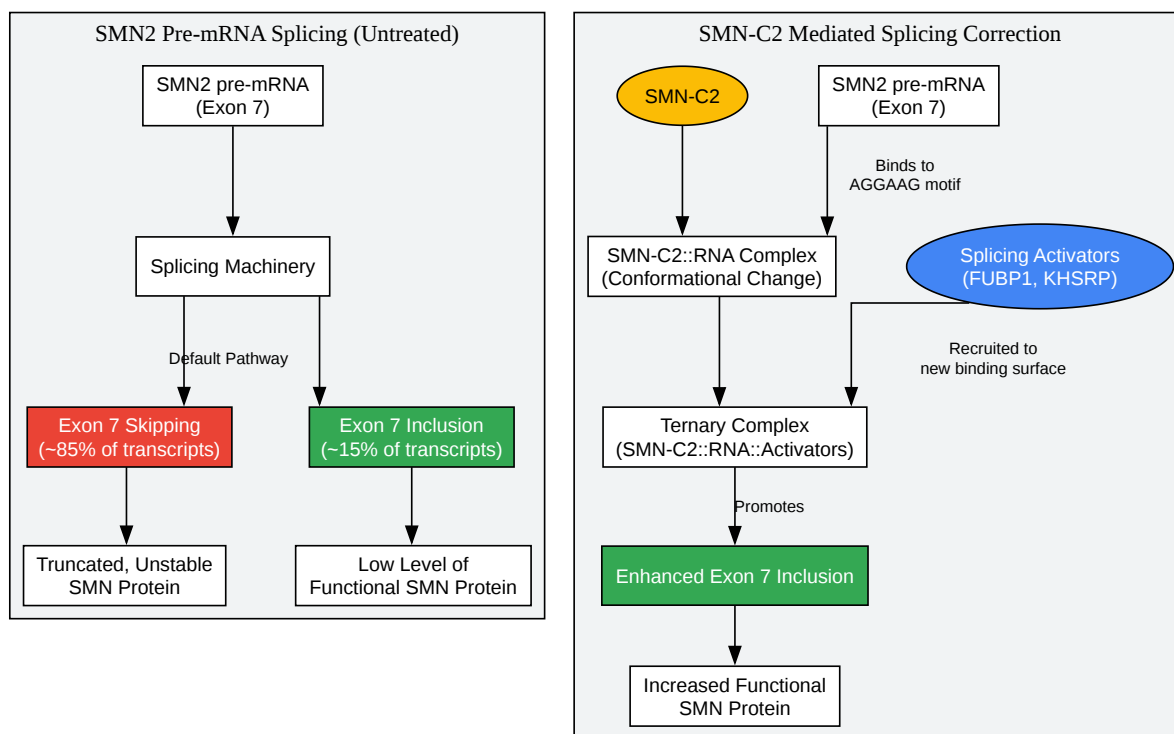 SMN2 Pre-mRNA Splicing (Untreated)
SMN2 pre-mRNA
(Exon 7)
Splicing Machinery
Default Pathway
Exon 7 Skipping
(~85% of transcripts)
Exon 7 Inclusion
(~15% of transcripts)
Truncated, Unstable
SMN Protein
Low Level of
Functional SMN Protein
SMN-C2 Mediated Splicing Correction
SMN-C2
SMN2 pre-mRNA
(Exon 7)
Binds to
AGGAAG motif
SMN-C2::RNA Complex
(Conformational Change)
Splicing Activators
(FUBP1, KHSRP)
Recruited to
new binding surface
Ternary Complex
(SMN-C2::RNA::Activators)
Promotes
Enhanced Exon 7 Inclusion
Increased Functional
SMN Protein